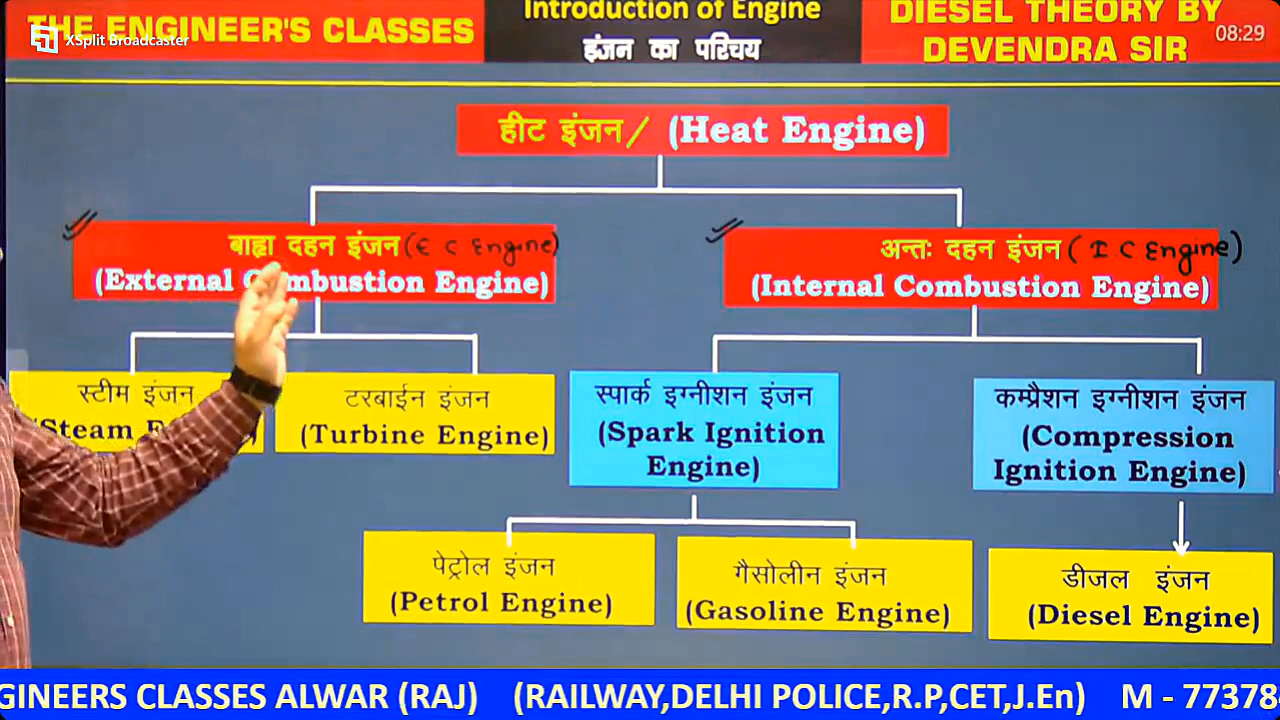 THE ENGINEER'S CLASSES
XSplit Broadcaster
Introduction of Engine
इंजन का परिचय
DIESEL THEORY BY
DEVENDRA SIR
08:29
हीट इंजन/ (Heat Engine)
बाह्रा दहन इंजन (E C Engine)
(External Combustion Engine)
अन्तः दहन इंजन (I C Engine)
(Internal Combustion Engine)
स्टीम इंजन
(Steam
टरबाईन इंजन
(Turbine Engine)
स्पार्क इग्नीशन इंजन
(Spark Ignition
Engine)
कम्प्रैशन इग्नीशन इंजन
(Compression
Ignition Engine)
पेट्रोल इंजन
(Petrol Engine)
गैसोलीन इंजन
(Gasoline Engine)
डीजल इंजन
(Diesel Engine)
GINEERS CLASSES ALWAR (RAJ) (RAILWAY,DELHI POLICE,R.P,CET,J.En) M - 77378